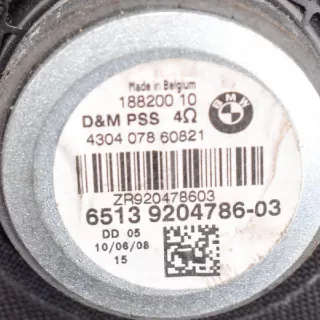 Made in Belgium
188200 10
D&M PSS 4Ω
BMW
4304 078 60821
ZR920478603
6513 9204786-03
DD 05
10/06/08
15